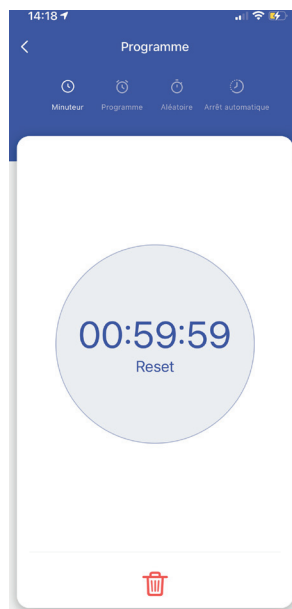 14:18
Programme
Minuteur Programme Aléatoire Arrêt automatique
00:59:59
Reset